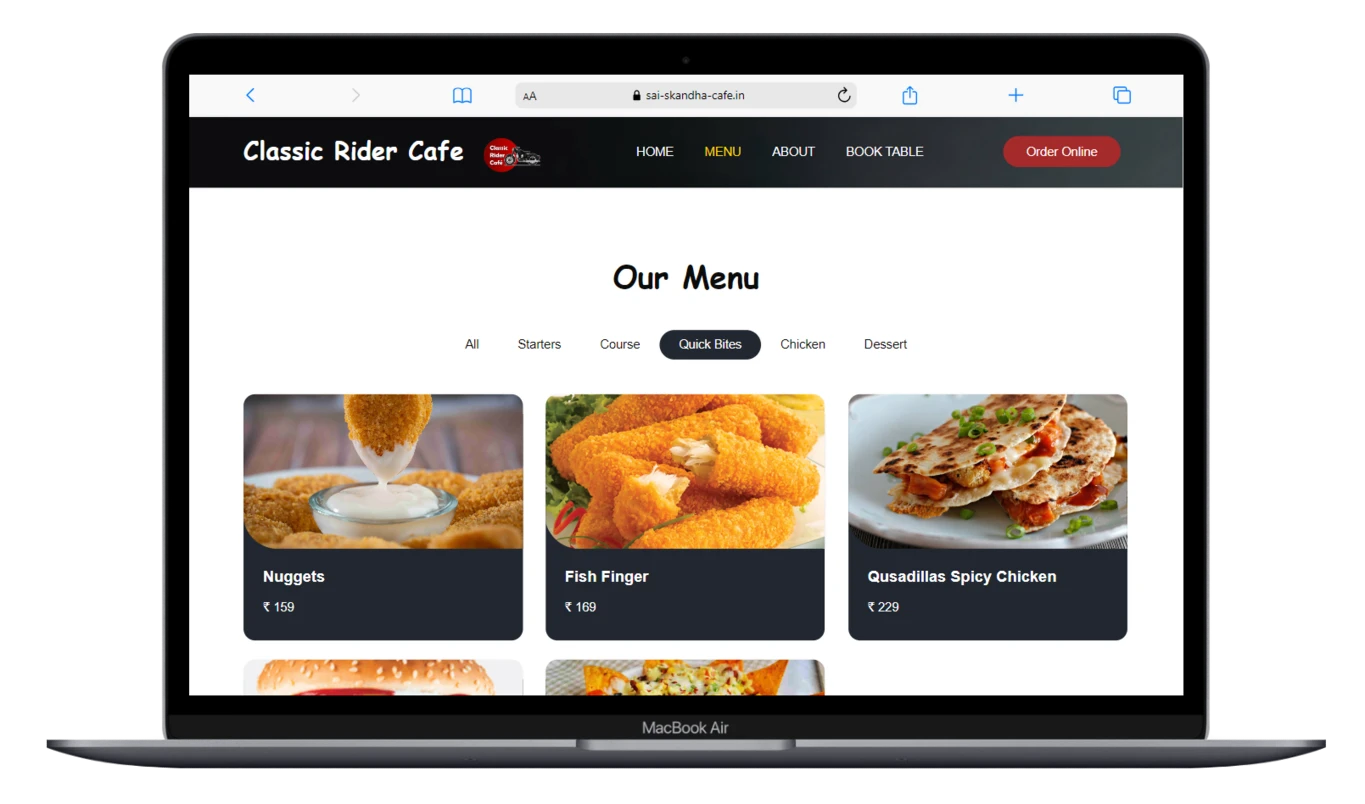 AA sai-skandha-cafe.in
Classic Rider Cafe
Classic
Rider
Café
HOME MENU ABOUT BOOK TABLE Order Online
Our Menu
All Starters Course Quick Bites Chicken Dessert
Nuggets Fish Finger Qusadillas Spicy Chicken
₹ 159 ₹ 169 ₹ 229
MacBook Air